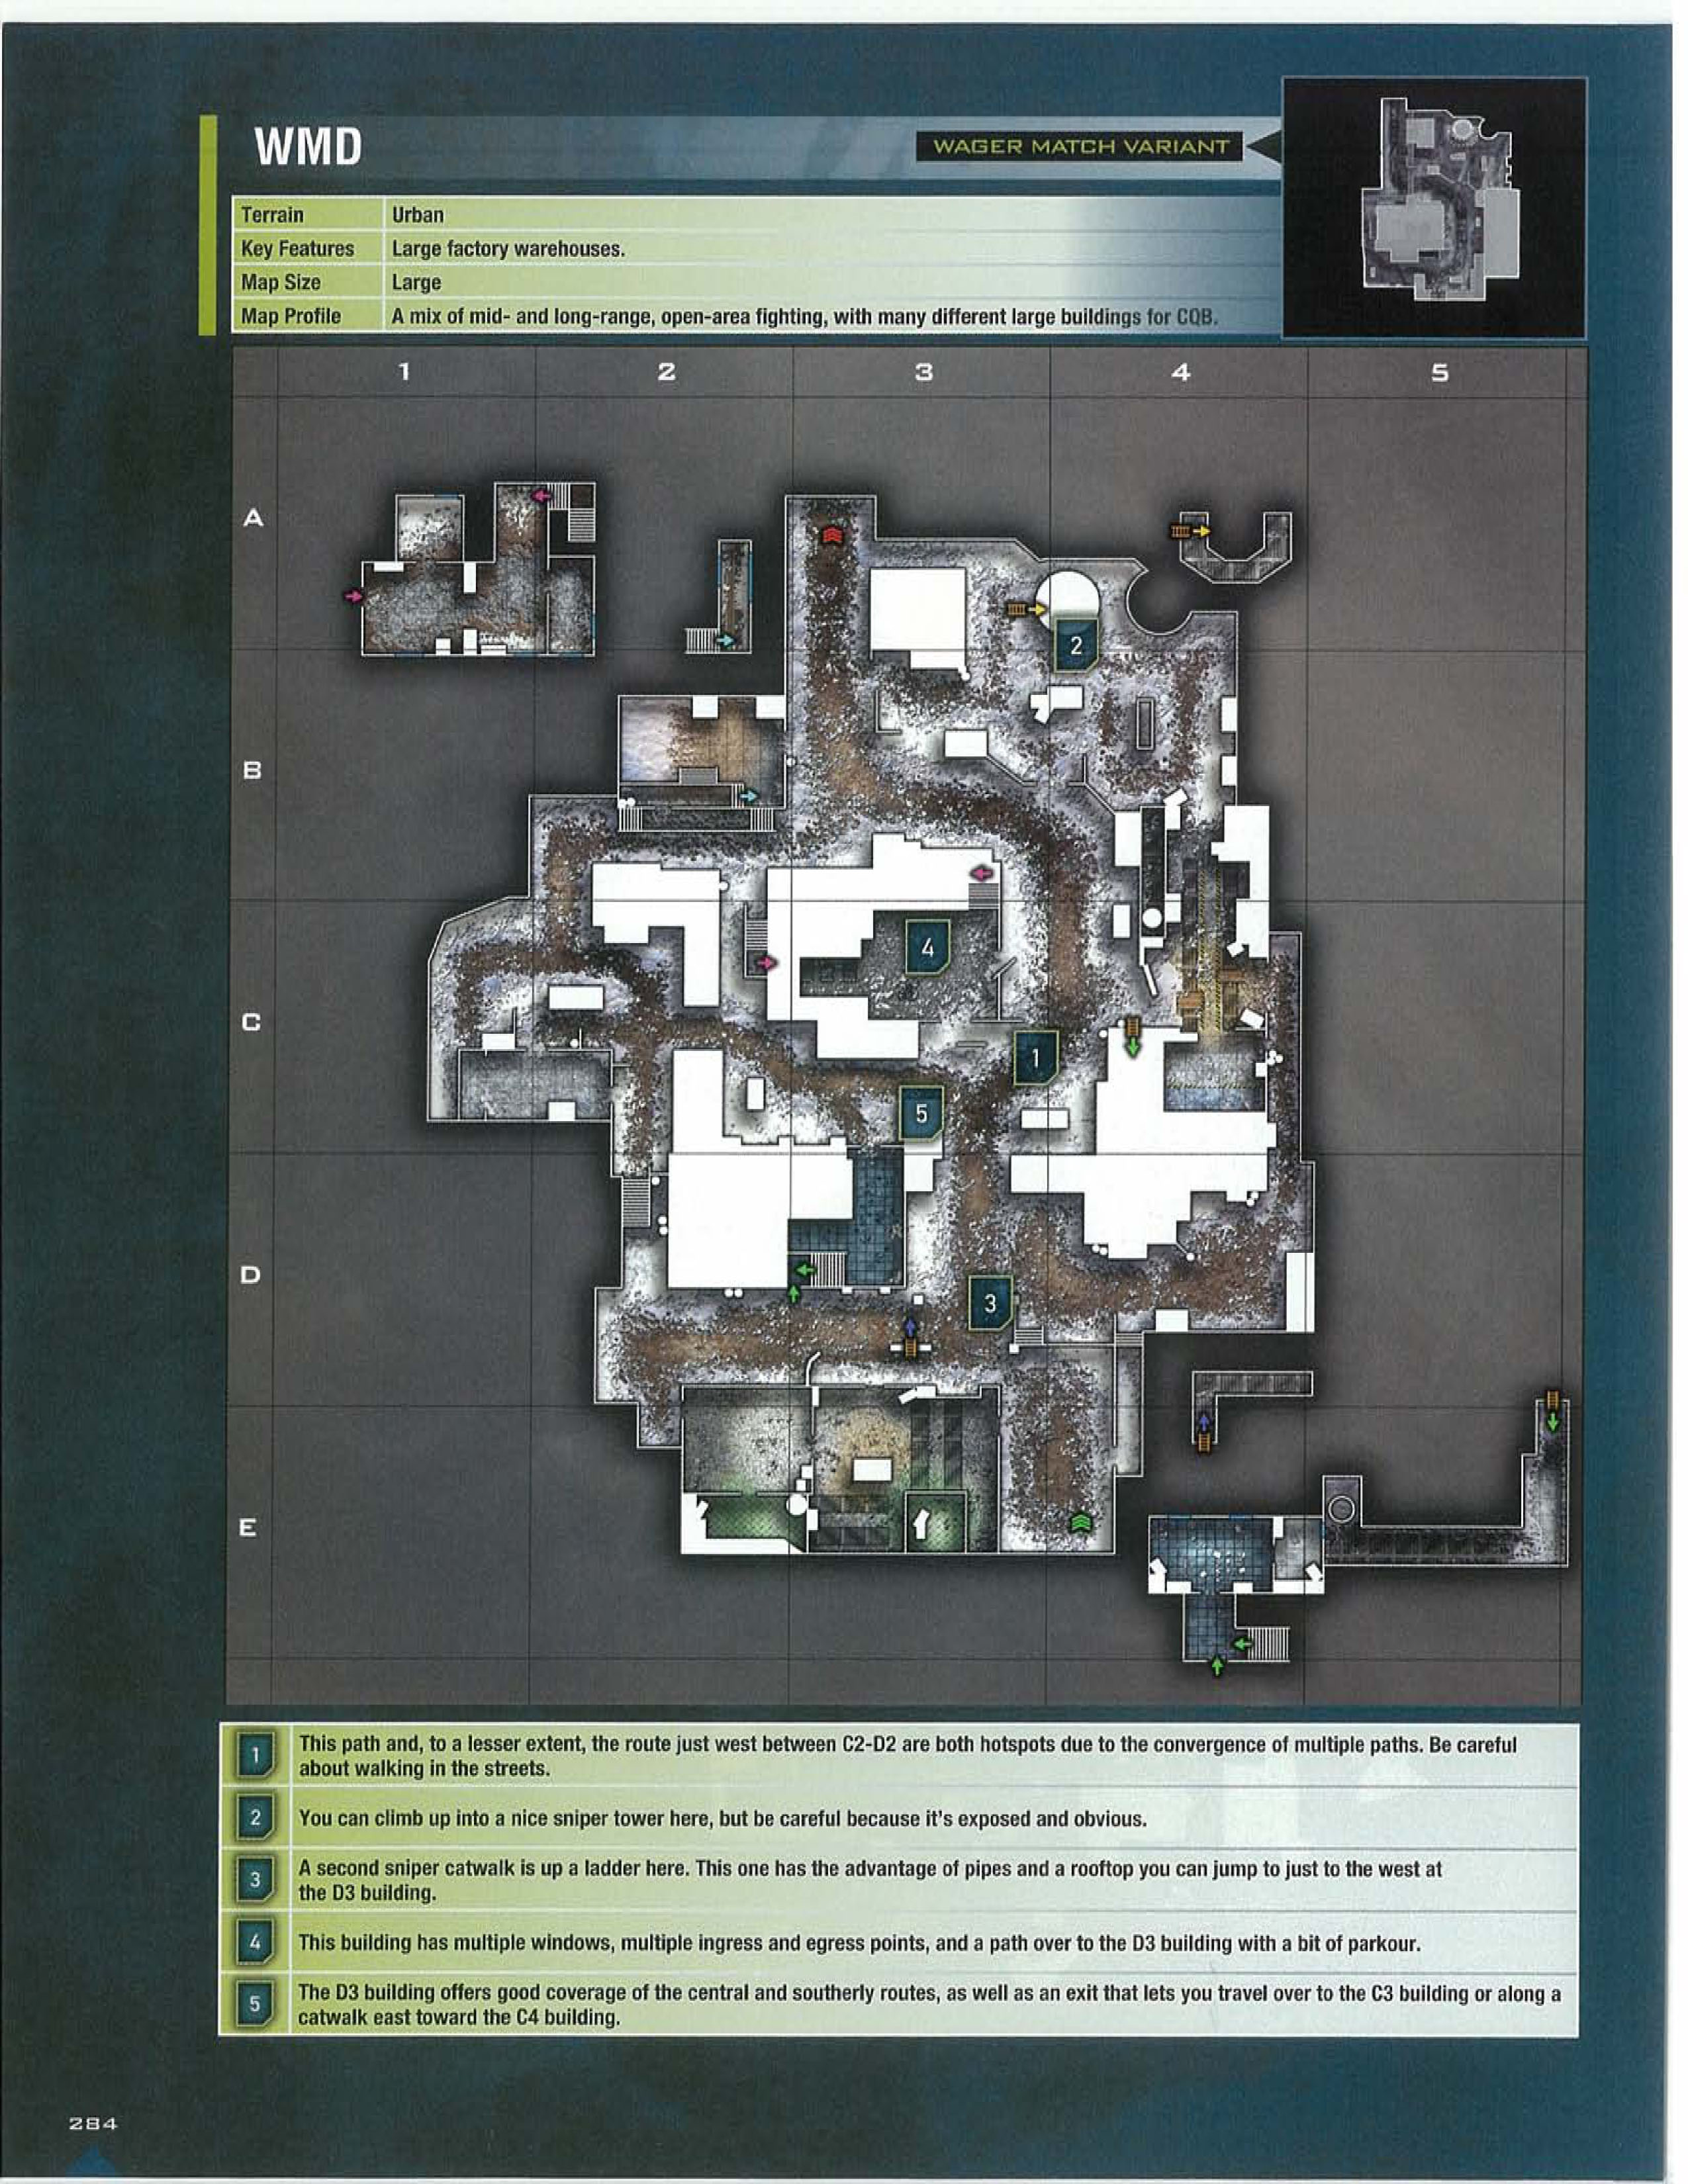 WMD
WAGER MATCH VARIANT
Terrain Urban
Key Features Large factory warehouses.
Map Size Large
Map Profile A mix of mid- and long-range, open-area fighting, with many different large buildings for CQB.
1 2 3 4 5
A
2
B
4
C
1
5
D
3
E
1 This path and, to a lesser extent, the route just west between C2-D2 are both hotspots due to the convergence of multiple paths. Be careful
about walking in the streets.
2 You can climb up into a nice sniper tower here, but be careful because it's exposed and obvious.
3 A second sniper catwalk is up a ladder here. This one has the advantage of pipes and a rooftop you can jump to just to the west at
the D3 building.
4 This building has multiple windows, multiple ingress and egress points, and a path over to the D3 building with a bit of parkour.
5 The D3 building offers good coverage of the central and southerly routes, as well as an exit that lets you travel over to the C3 building or along a
catwalk east toward the C4 building.
284